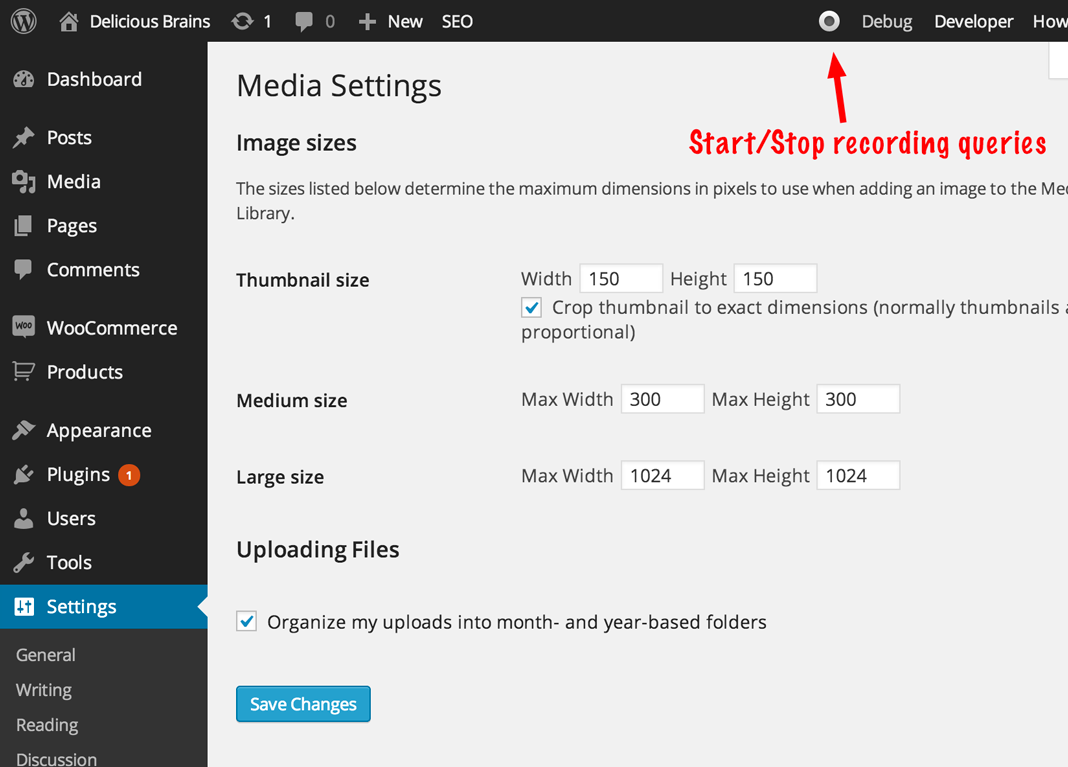 Delicious Brains 1 0 New SEO Debug Developer How
Dashboard
Posts
Media
Pages
Comments
WOO WooCommerce
Products
Appearance
Plugins 1
Users
Tools
Settings
General
Writing
Reading
Discussion
Media Settings
Start/Stop recording queries
Image sizes
The sizes listed below determine the maximum dimensions in pixels to use when adding an image to the Med
Library.
Thumbnail size Width 150 Height 150
Crop thumbnail to exact dimensions (normally thumbnails a
proportional)
Medium size Max Width 300 Max Height 300
Large size Max Width 1024 Max Height 1024
Uploading Files
Organize my uploads into month- and year-based folders
Save Changes